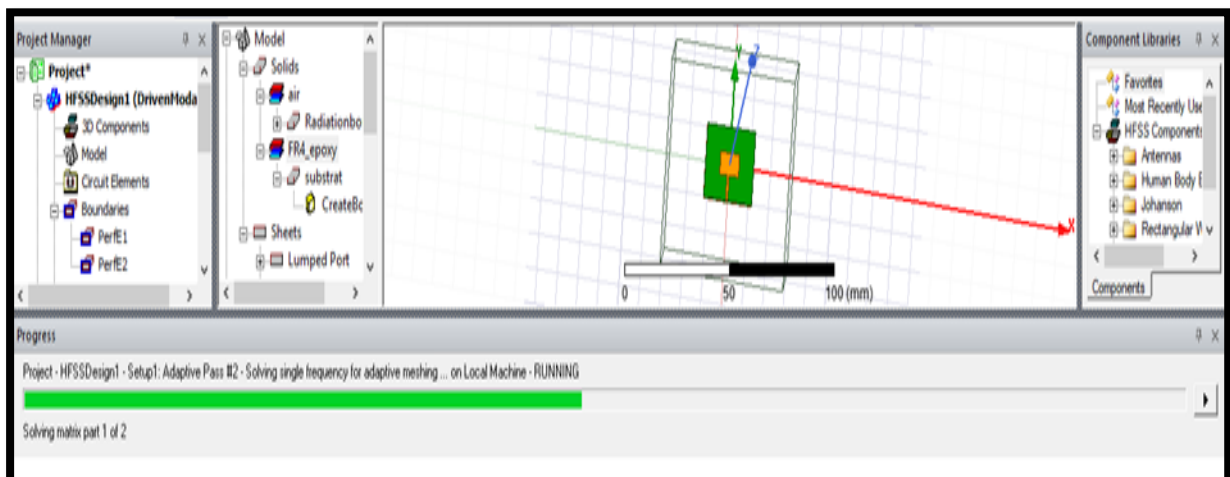 Project Manager
Project*
HFSSDesign1 (DrivenModa
3D Components
Model
Circuit Elements
Boundaries
PerfE1
PerfE2
Model
Solids
air
Radiationbo
FR4_epoxy
substrat
CreateBo
Sheets
Lumped Port
Y
Z
X
0
50
100 (mm)
Component Libraries
Favorites
Most Recently Use
HFSS Components
Antennas
Human Body E
Johanson
Rectangular W
Components
Progress
Project - HFSSDesign1 - Setup1: Adaptive Pass #2 - Solving single frequency for adaptive meshing ... on Local Machine - RUNNING
Solving matrix part 1 of 2